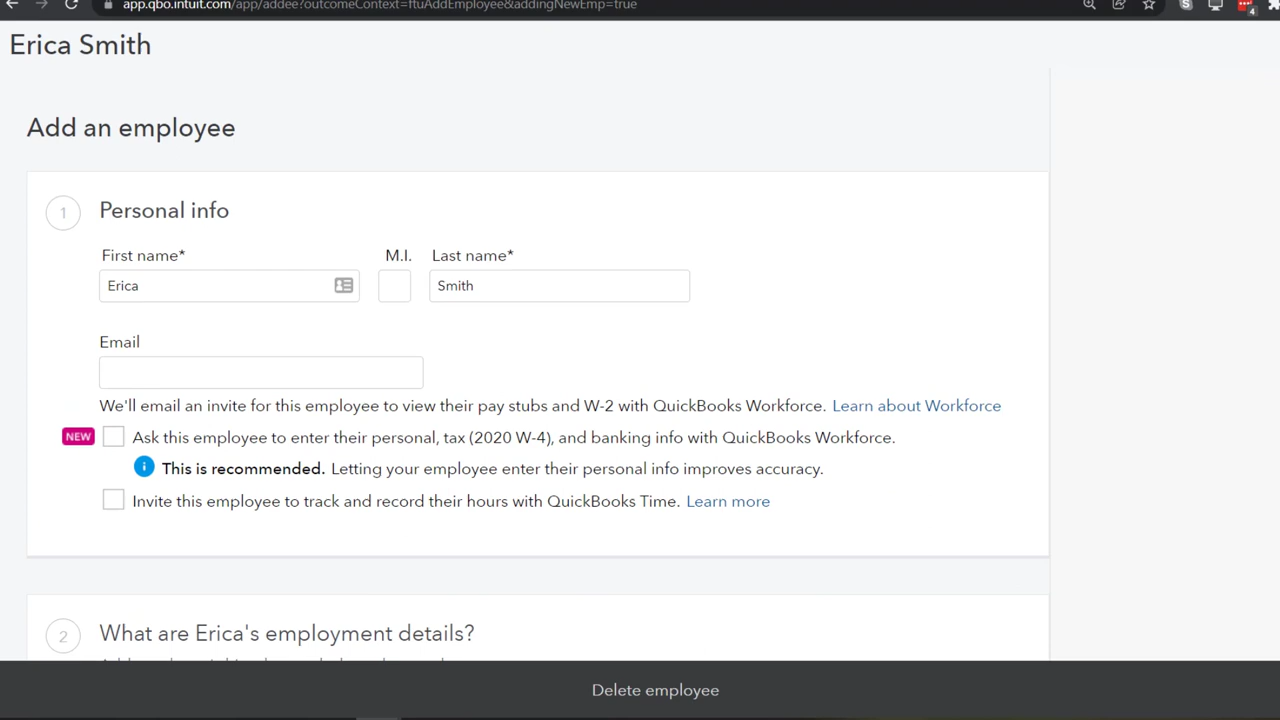 app.qbo.intuit.com/app/addee?outcomeContext=ftuAddEmployee&addingNewEmp=true
4
Erica Smith
Add an employee
1
Personal info
First name* M.I. Last name*
Erica Smith
Email
We'll email an invite for this employee to view their pay stubs and W-2 with QuickBooks Workforce. Learn about Workforce
NEW Ask this employee to enter their personal, tax (2020 W-4), and banking info with QuickBooks Workforce.
i This is recommended. Letting your employee enter their personal info improves accuracy.
Invite this employee to track and record their hours with QuickBooks Time. Learn more
2 What are Erica's employment details?
Delete employee